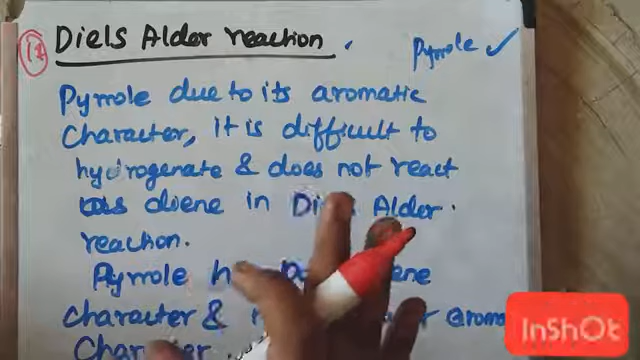 12
Diels Alder reaction.
Pyrrole ✓
Pyrrole due to its aromatic
character, it is difficult to
hydrogenate & does not react
as diene in Alder
reaction.
Pyrrole
character &
Character.
InShOt